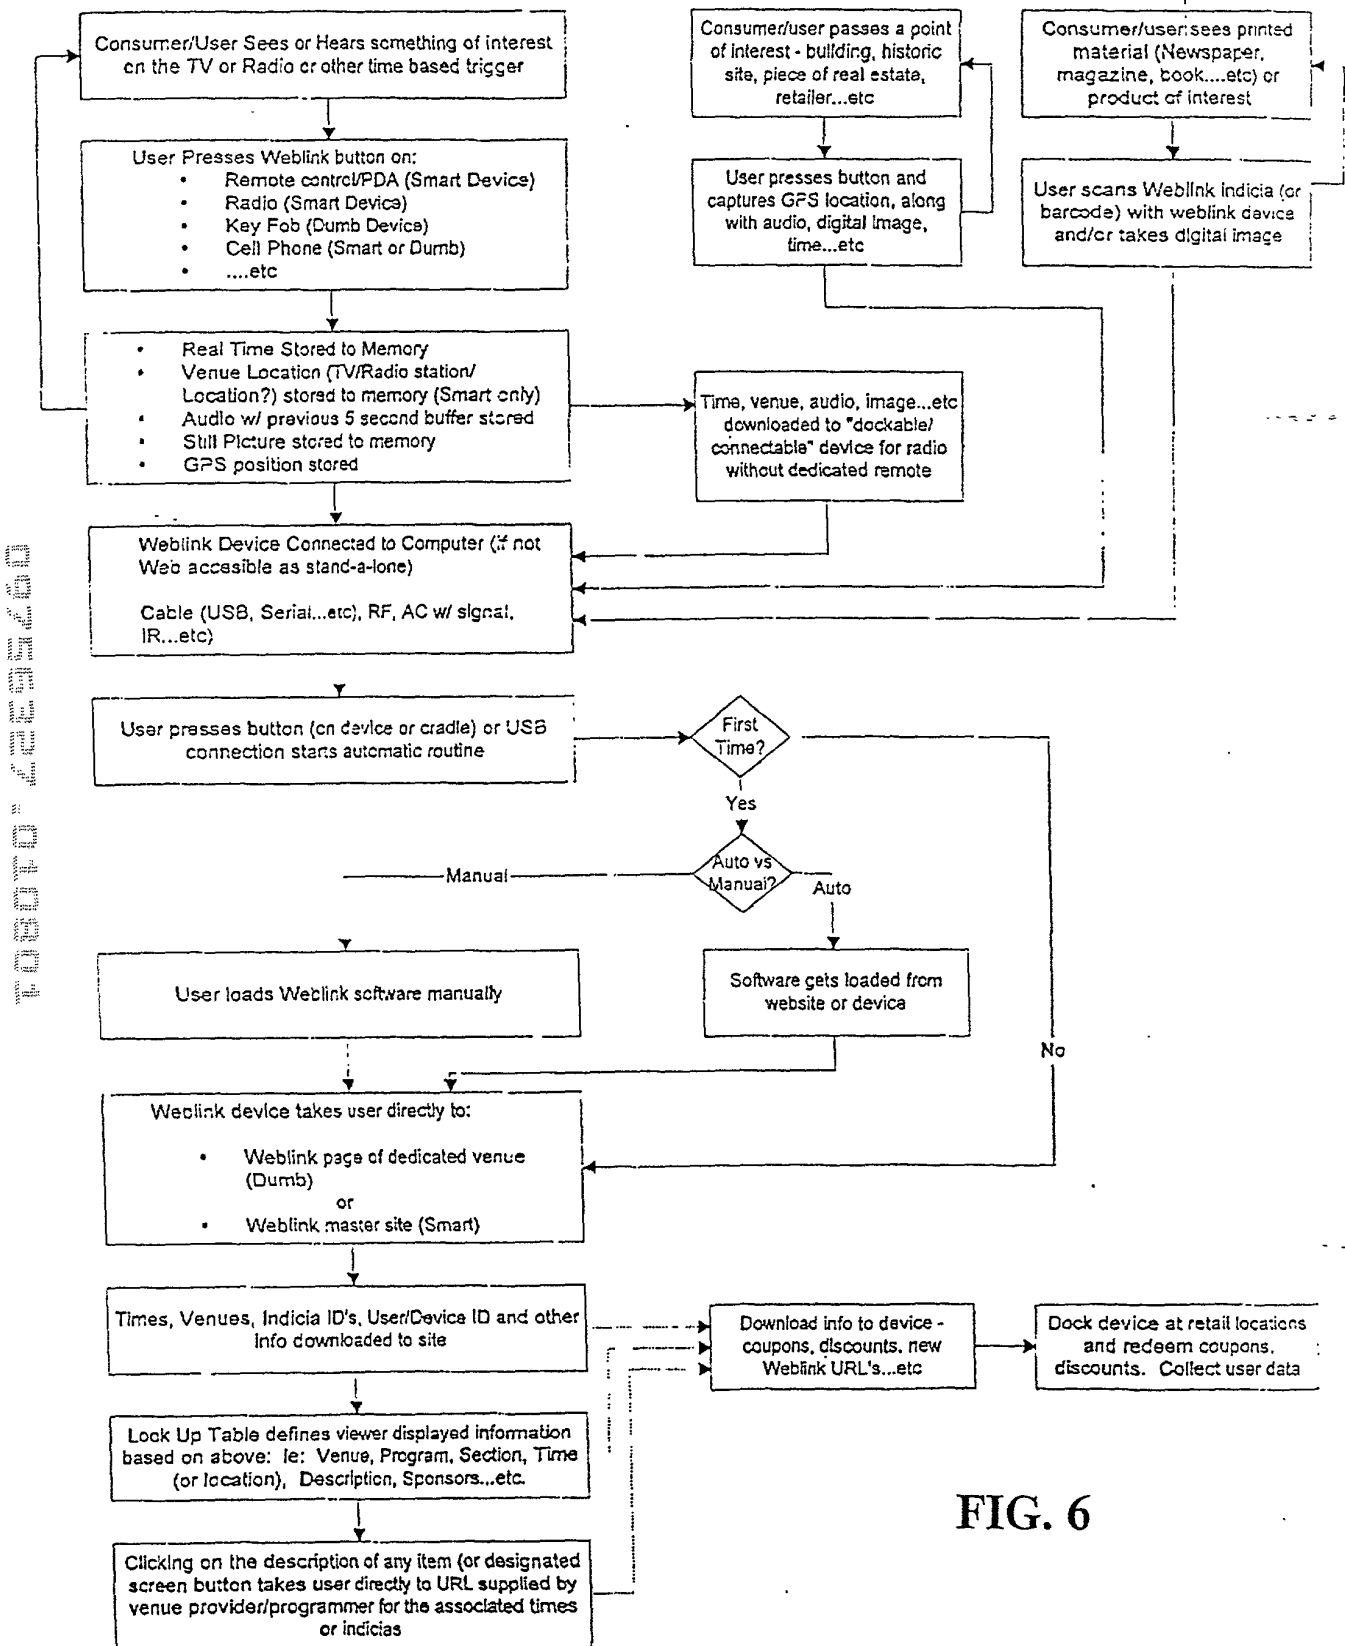 Consumer/User Sees or Hears something of interest
on the TV or Radio or other time based trigger
User Presses Weblink button on:
• Remote control/PDA (Smart Device)
• Radio (Smart Device)
• Key Fob (Dumb Device)
• Cell Phone (Smart or Dumb)
• ....etc
• Real Time Stored to Memory
• Venue Location (TV/Radio station/
Location?) stored to memory (Smart only)
• Audio w/ previous 5 second buffer stored
• Still Picture stored to memory
• GPS position stored
Consumer/user passes a point
of interest - building, historic
site, piece of real estate,
retailer...etc
User presses button and
captures GPS location, along
with audio, digital image,
time...etc
Consumer/user sees printed
material (Newspaper,
magazine, book....etc) or
product of interest
User scans Weblink indicia (or
barcode) with weblink device
and/or takes digital image
Time, venue, audio, image...etc
downloaded to "dockable/
connectable" device for radio
without dedicated remote
Weblink Device Connected to Computer (if not
Web accesible as stand-a-lone)
Cable (USB, Serial...etc), RF, AC w/ signal,
IR...etc)
User presses button (on device or cradle) or USB
connection starts automatic routine
First
Time?
Yes
Auto vs
Manual?
Manual
Auto
No
User loads Weblink software manually
Software gets loaded from
website or device
Weblink device takes user directly to:
• Weblink page of dedicated venue
(Dumb)
or
• Weblink master site (Smart)
Times, Venues, Indicia ID's, User/Device ID and other
info downloaded to site
Download info to device -
coupons, discounts, new
Weblink URL's...etc
Dock device at retail locations
and redeem coupons,
discounts. Collect user data
Look Up Table defines viewer displayed information
based on above: ie: Venue, Program, Section, Time
(or location), Description, Sponsors...etc.
Clicking on the description of any item (or designated
screen button takes user directly to URL supplied by
venue provider/programmer for the associated times
or indicias
FIG. 6
09756327.010801